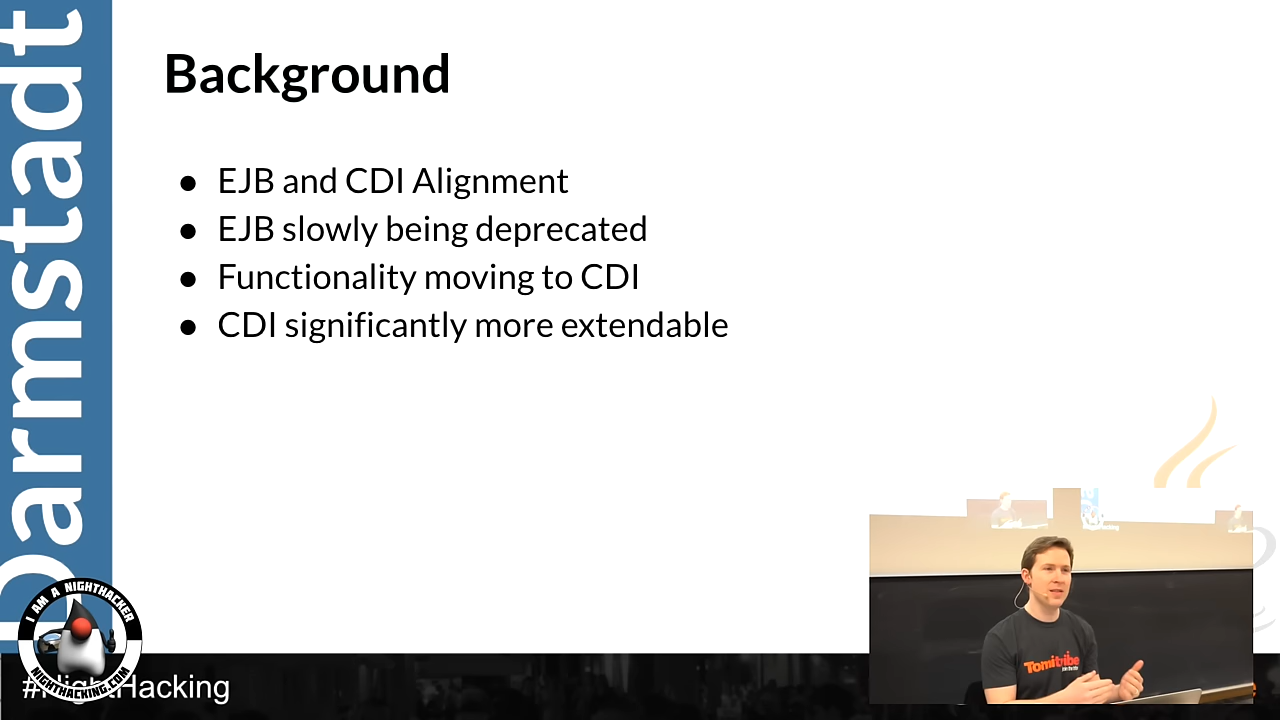 Darmstadt
Background
● EJB and CDI Alignment
● EJB slowly being deprecated
● Functionality moving to CDI
● CDI significantly more extendable
I AM A NIGHTHACKER
NIGHTHACKING.COM
#NightHacking
Tomitribe